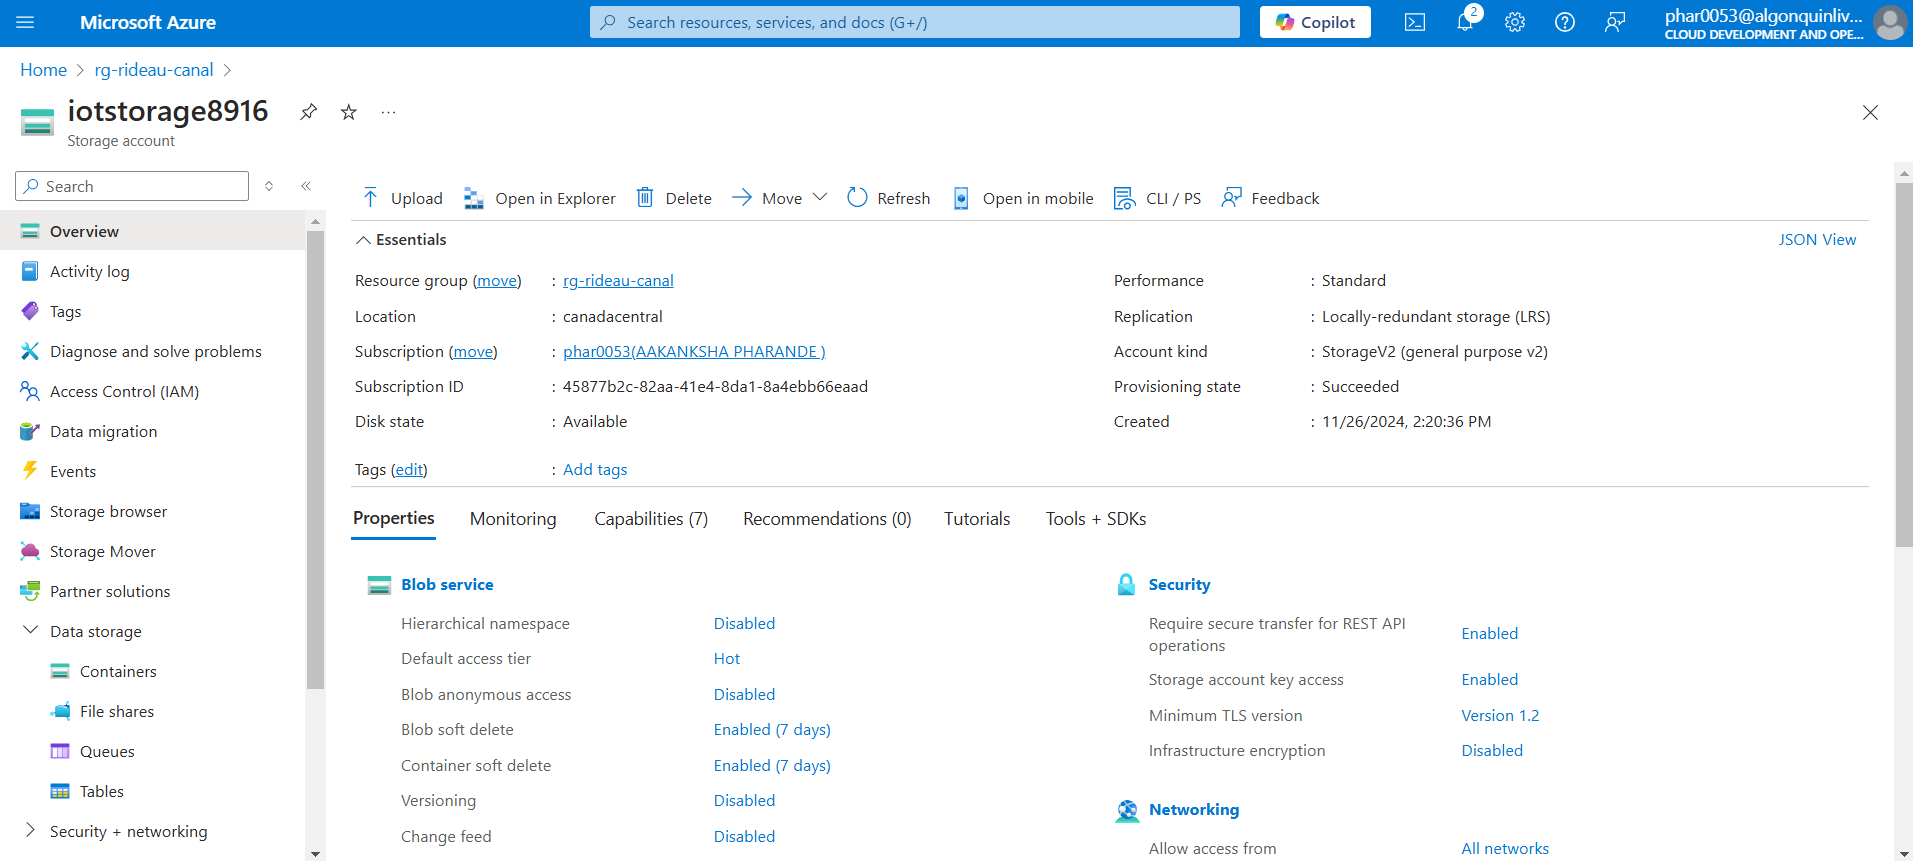 Microsoft Azure
Search resources, services, and docs (G+/)
Copilot
2
phar0053@algonquinliv...
CLOUD DEVELOPMENT AND OPE...
Home > rg-rideau-canal >
iotstorage8916
Storage account
Search
Overview
Activity log
Tags
Diagnose and solve problems
Access Control (IAM)
Data migration
Events
Storage browser
Storage Mover
Partner solutions
Data storage
Containers
File shares
Queues
Tables
Security + networking
Upload Open in Explorer Delete Move Refresh Open in mobile CLI / PS Feedback
Essentials JSON View
Resource group (move) : rg-rideau-canal
Location : canadacentral
Subscription (move) : phar0053(AAKANKSHA PHARANDE )
Subscription ID : 45877b2c-82aa-41e4-8da1-8a4ebb66eaad
Disk state : Available
Performance : Standard
Replication : Locally-redundant storage (LRS)
Account kind : StorageV2 (general purpose v2)
Provisioning state : Succeeded
Created : 11/26/2024, 2:20:36 PM
Tags (edit) : Add tags
Properties Monitoring Capabilities (7) Recommendations (0) Tutorials Tools + SDKs
Blob service
Hierarchical namespace Disabled
Default access tier Hot
Blob anonymous access Disabled
Blob soft delete Enabled (7 days)
Container soft delete Enabled (7 days)
Versioning Disabled
Change feed Disabled
Security
Require secure transfer for REST API
operations Enabled
Storage account key access Enabled
Minimum TLS version Version 1.2
Infrastructure encryption Disabled
Networking
Allow access from All networks